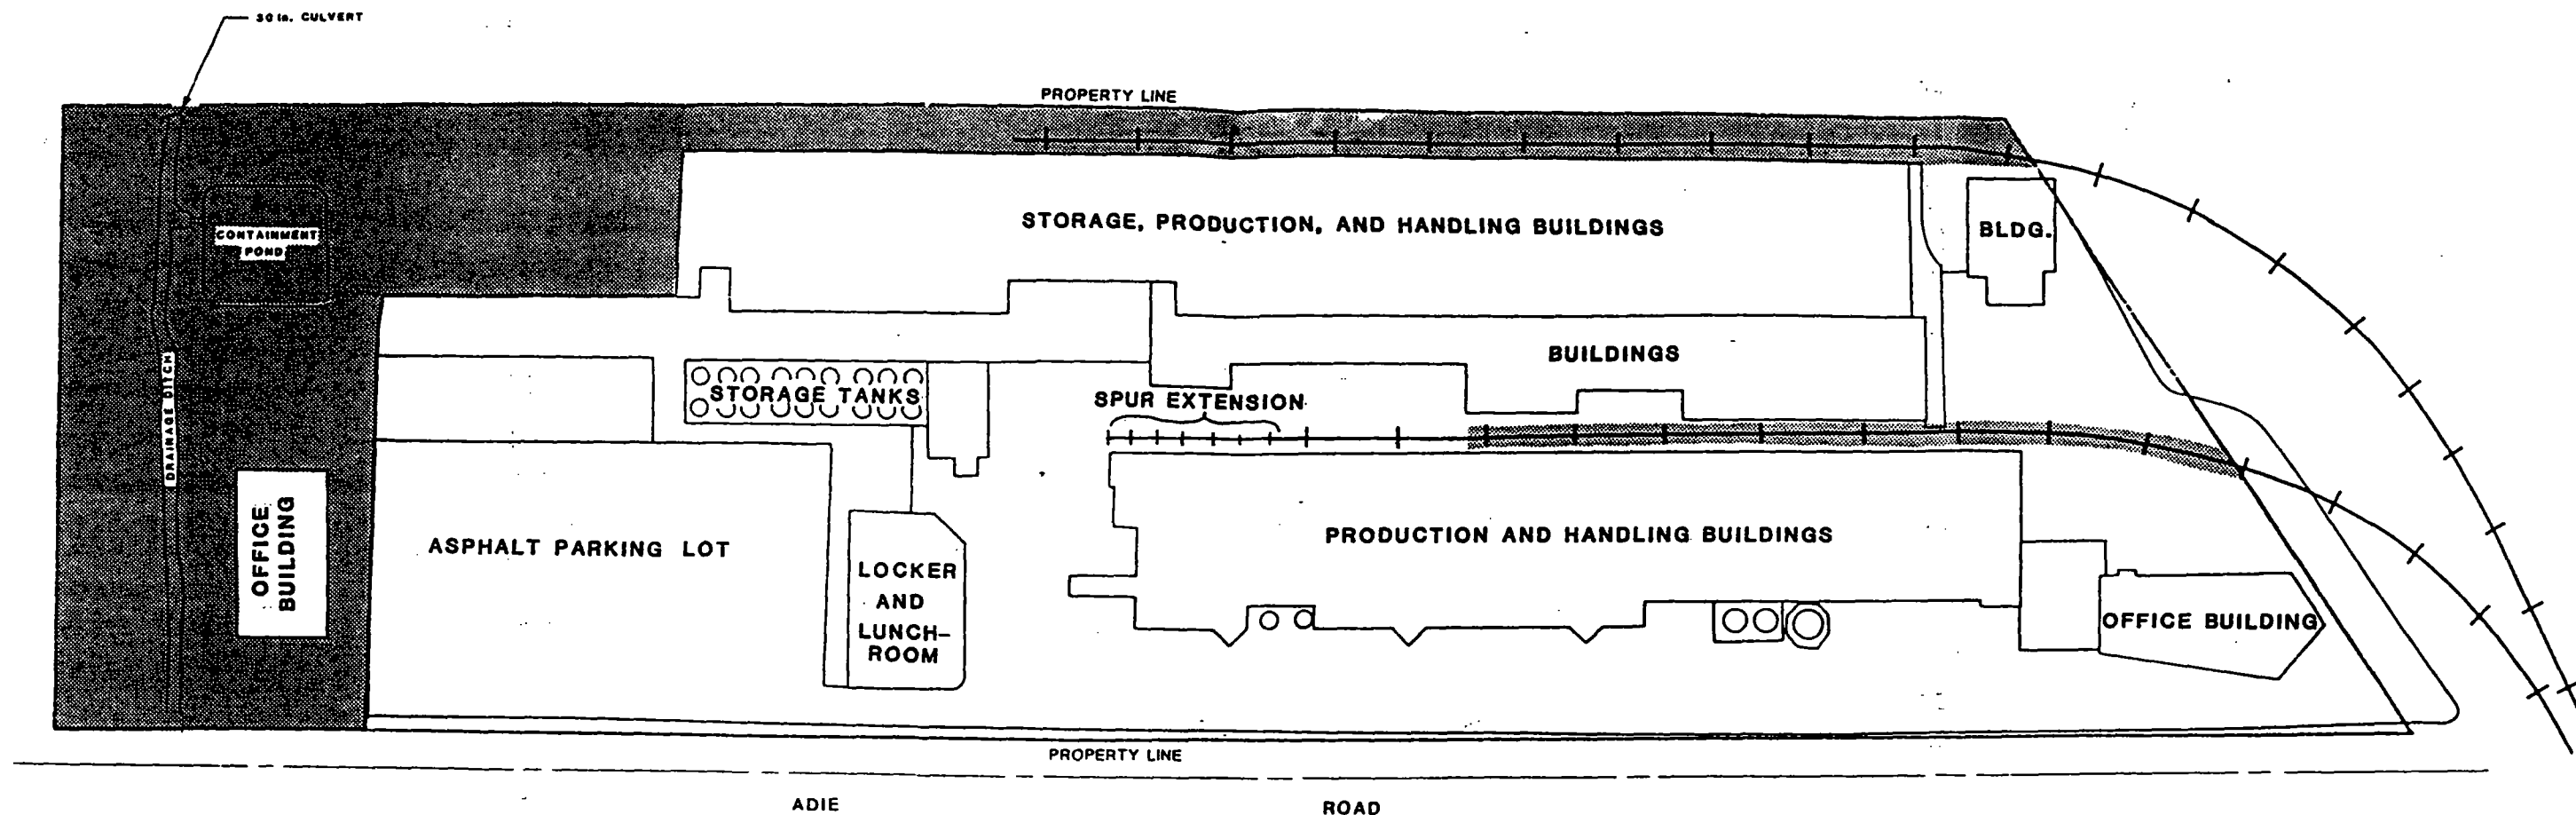 30 in. CULVERT
PROPERTY LINE
CONTAINMENT
POND
STORAGE, PRODUCTION, AND HANDLING BUILDINGS
BLDG.
BUILDINGS
STORAGE TANKS
SPUR EXTENSION
DRAINAGE DITCH
OFFICE
BUILDING
ASPHALT PARKING LOT
PRODUCTION AND HANDLING BUILDINGS
LOCKER
AND
LUNCH-
ROOM
OFFICE BUILDING
PROPERTY LINE
ADIE ROAD